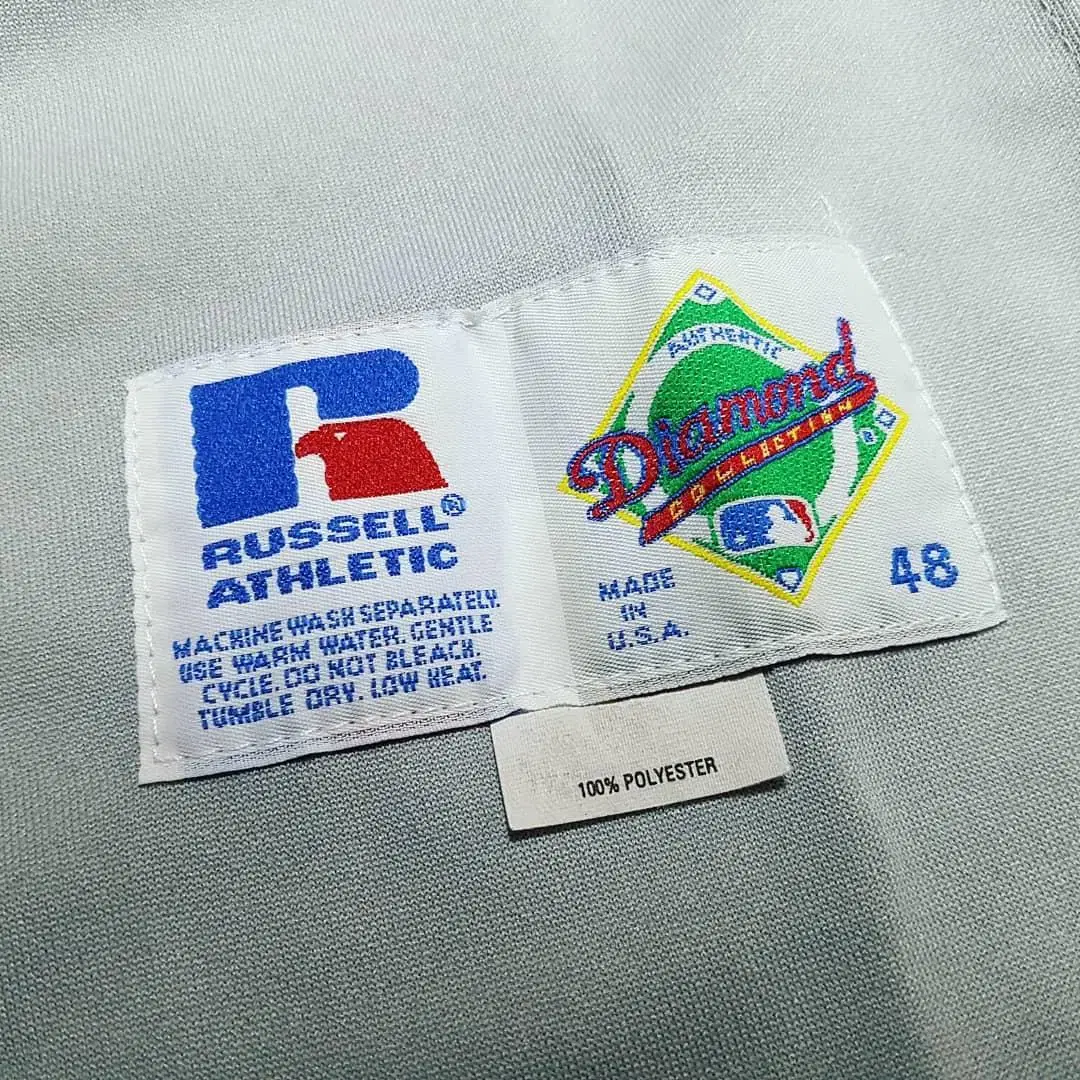 RUSSELL®
ATHLETIC
MACHINE WASH SEPARATELY.
USE WARM WATER. GENTLE
CYCLE. DO NOT BLEACH.
TUMBLE DRY. LOW HEAT.
AUTHENTIC
Diamond
COLLECTION
MADE
IN
U.S.A.
48
100% POLYESTER